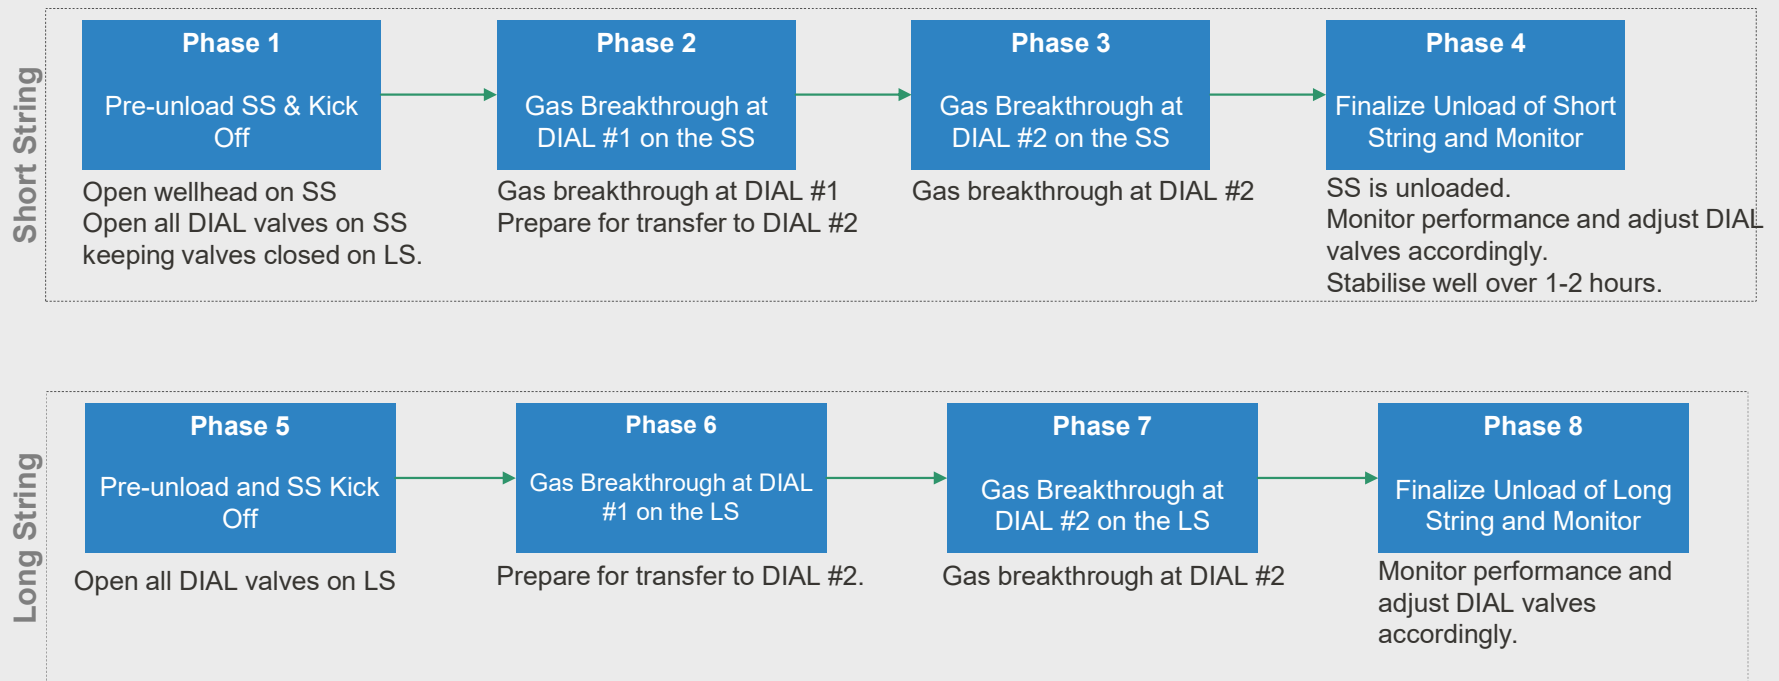 Short String
Phase 1
Pre-unload SS & Kick
Off
Open wellhead on SS
Open all DIAL valves on SS
keeping valves closed on LS.
Phase 2
Gas Breakthrough at
DIAL #1 on the SS
Gas breakthrough at DIAL #1
Prepare for transfer to DIAL #2
Phase 3
Gas Breakthrough at
DIAL #2 on the SS
Gas breakthrough at DIAL #2
Phase 4
Finalize Unload of Short
String and Monitor
SS is unloaded.
Monitor performance and adjust DIAL
valves accordingly.
Stabilise well over 1-2 hours.
Long String
Phase 5
Pre-unload and SS Kick
Off
Open all DIAL valves on LS
Phase 6
Gas Breakthrough at DIAL
#1 on the LS
Prepare for transfer to DIAL #2.
Phase 7
Gas Breakthrough at
DIAL #2 on the LS
Gas breakthrough at DIAL #2
Phase 8
Finalize Unload of Long
String and Monitor
Monitor performance and
adjust DIAL valves
accordingly.